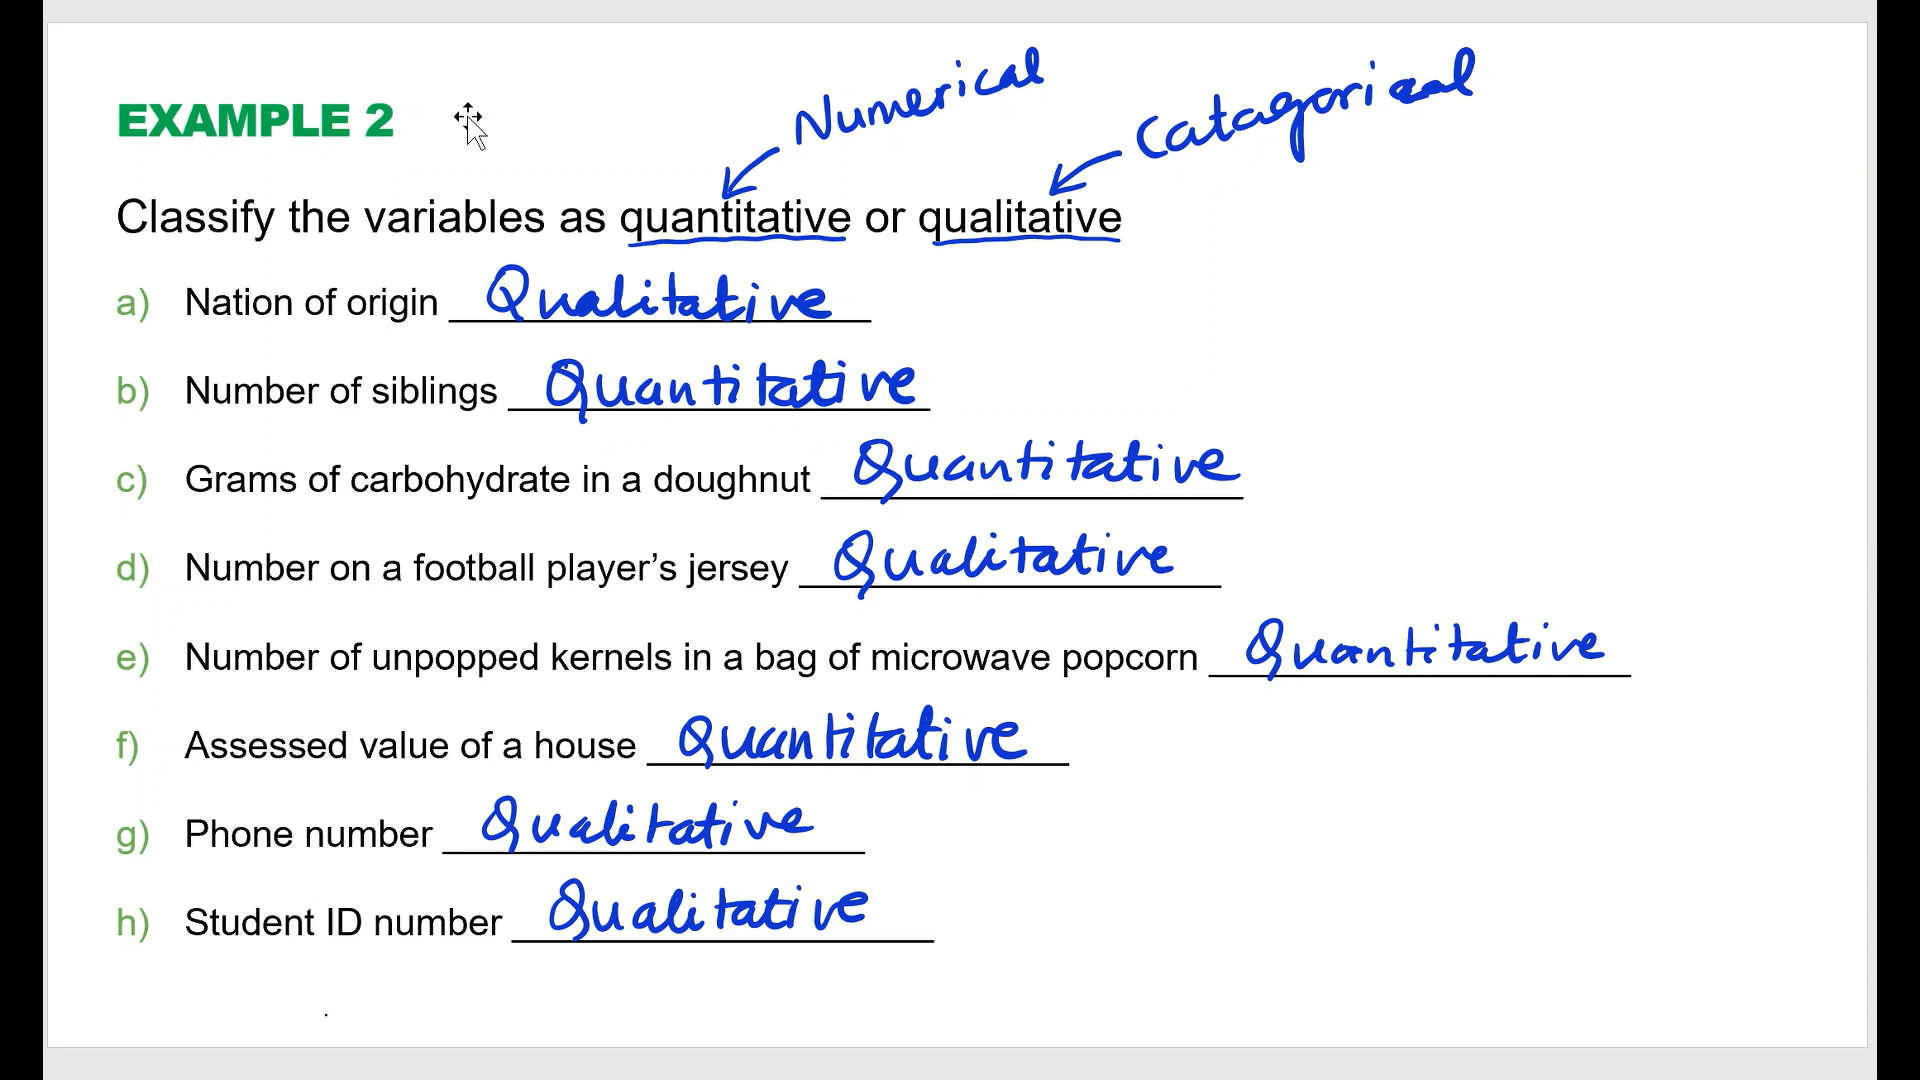 Numerical
Catagorical
EXAMPLE 2
Classify the variables as quantitative or qualitative
a) Nation of origin Qualitative
b) Number of siblings Quantitative
c) Grams of carbohydrate in a doughnut Quantitative
d) Number on a football player’s jersey Qualitative
e) Number of unpopped kernels in a bag of microwave popcorn Quantitative
f) Assessed value of a house Quantitative
g) Phone number Qualitative
h) Student ID number Qualitative